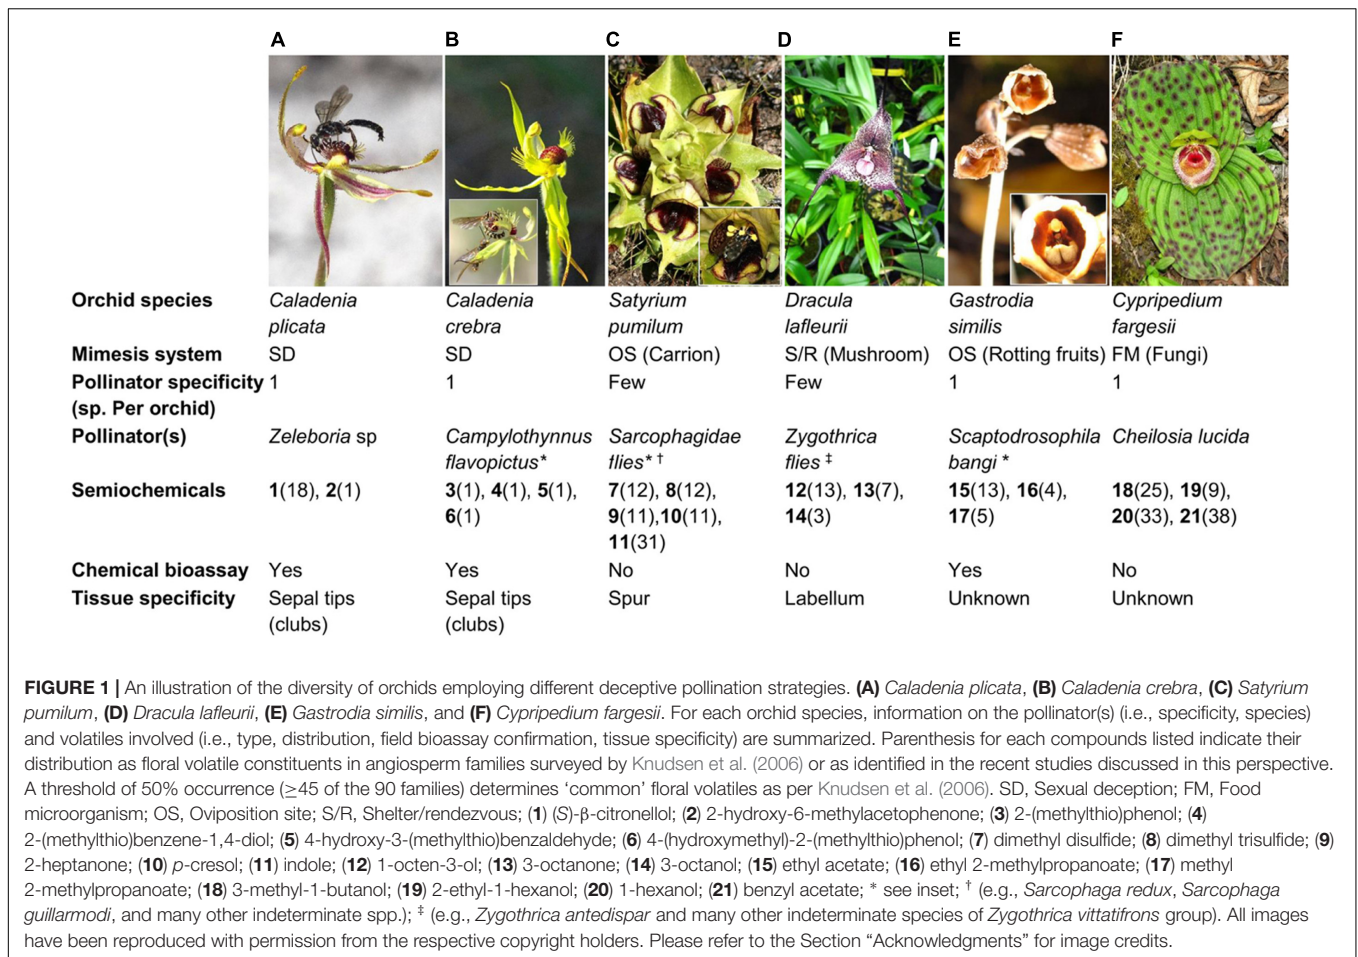 A B C D E F
Orchid species Caladenia plicata Caladenia crebra Satyrium pumilum Dracula lafleurii Gastrodia similis Cypripedium fargesii
Mimesis system SD SD OS (Carrion) S/R (Mushroom) OS (Rotting fruits) FM (Fungi)
Pollinator specificity (sp. Per orchid) 1 1 Few Few 1 1
Pollinator(s) Zeleboria sp Campylothynnus flavopictus* Sarcophagidae flies* † Zygothrica flies ‡ Scaptodrosophila bangi * Cheilosia lucida
Semiochemicals 1(18), 2(1) 3(1), 4(1), 5(1), 6(1) 7(12), 8(12), 9(11),10(11), 11(31) 12(13), 13(7), 14(3) 15(13), 16(4), 17(5) 18(25), 19(9), 20(33), 21(38)
Chemical bioassay Yes Yes No No Yes No
Tissue specificity Sepal tips (clubs) Sepal tips (clubs) Spur Labellum Unknown Unknown
FIGURE 1 | An illustration of the diversity of orchids employing different deceptive pollination strategies. (A) Caladenia plicata, (B) Caladenia crebra, (C) Satyrium
pumilum, (D) Dracula lafleurii, (E) Gastrodia similis, and (F) Cypripedium fargesii. For each orchid species, information on the pollinator(s) (i.e., specificity, species)
and volatiles involved (i.e., type, distribution, field bioassay confirmation, tissue specificity) are summarized. Parenthesis for each compounds listed indicate their
distribution as floral volatile constituents in angiosperm families surveyed by Knudsen et al. (2006) or as identified in the recent studies discussed in this perspective.
A threshold of 50% occurrence (≥45 of the 90 families) determines ‘common’ floral volatiles as per Knudsen et al. (2006). SD, Sexual deception; FM, Food
microorganism; OS, Oviposition site; S/R, Shelter/rendezvous; (1) (S)-β-citronellol; (2) 2-hydroxy-6-methylacetophenone; (3) 2-(methylthio)phenol; (4)
2-(methylthio)benzene-1,4-diol; (5) 4-hydroxy-3-(methylthio)benzaldehyde; (6) 4-(hydroxymethyl)-2-(methylthio)phenol; (7) dimethyl disulfide; (8) dimethyl trisulfide; (9)
2-heptanone; (10) p-cresol; (11) indole; (12) 1-octen-3-ol; (13) 3-octanone; (14) 3-octanol; (15) ethyl acetate; (16) ethyl 2-methylpropanoate; (17) methyl
2-methylpropanoate; (18) 3-methyl-1-butanol; (19) 2-ethyl-1-hexanol; (20) 1-hexanol; (21) benzyl acetate; * see inset; † (e.g., Sarcophaga redux, Sarcophaga
guillarmodi, and many other indeterminate spp.); ‡ (e.g., Zygothrica antedispar and many other indeterminate species of Zygothrica vittatifrons group). All images
have been reproduced with permission from the respective copyright holders. Please refer to the Section “Acknowledgments” for image credits.